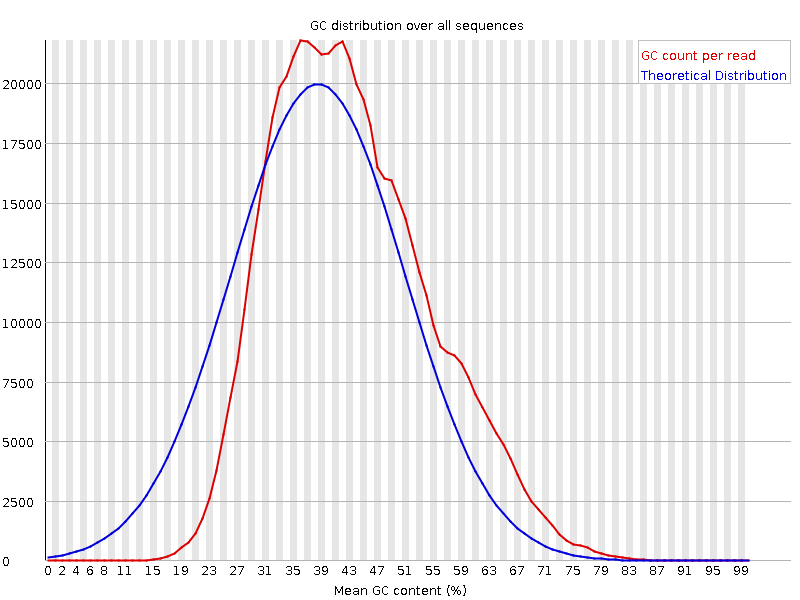 GC distribution over all sequences
GC count per read
Theoretical Distribution
20000
17500
15000
12500
10000
7500
5000
2500
0
0 2 4 6 8 11 15 19 23 27 31 35 39 43 47 51 55 59 63 67 71 75 79 83 87 91 95 99
Mean GC content (%)